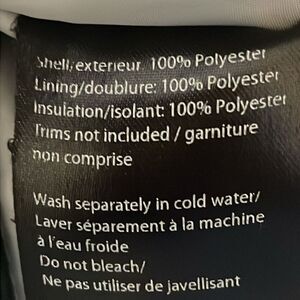 Shell/exterieur: 100% Polyester
Lining/doublure: 100% Polyester
Insulation/isolant: 100% Polyester
Trims not included / garniture
non comprise
Wash separately in cold water/
Laver séparement à la machine
à l'eau froide
Do not bleach/
Ne pas utiliser de javellisant